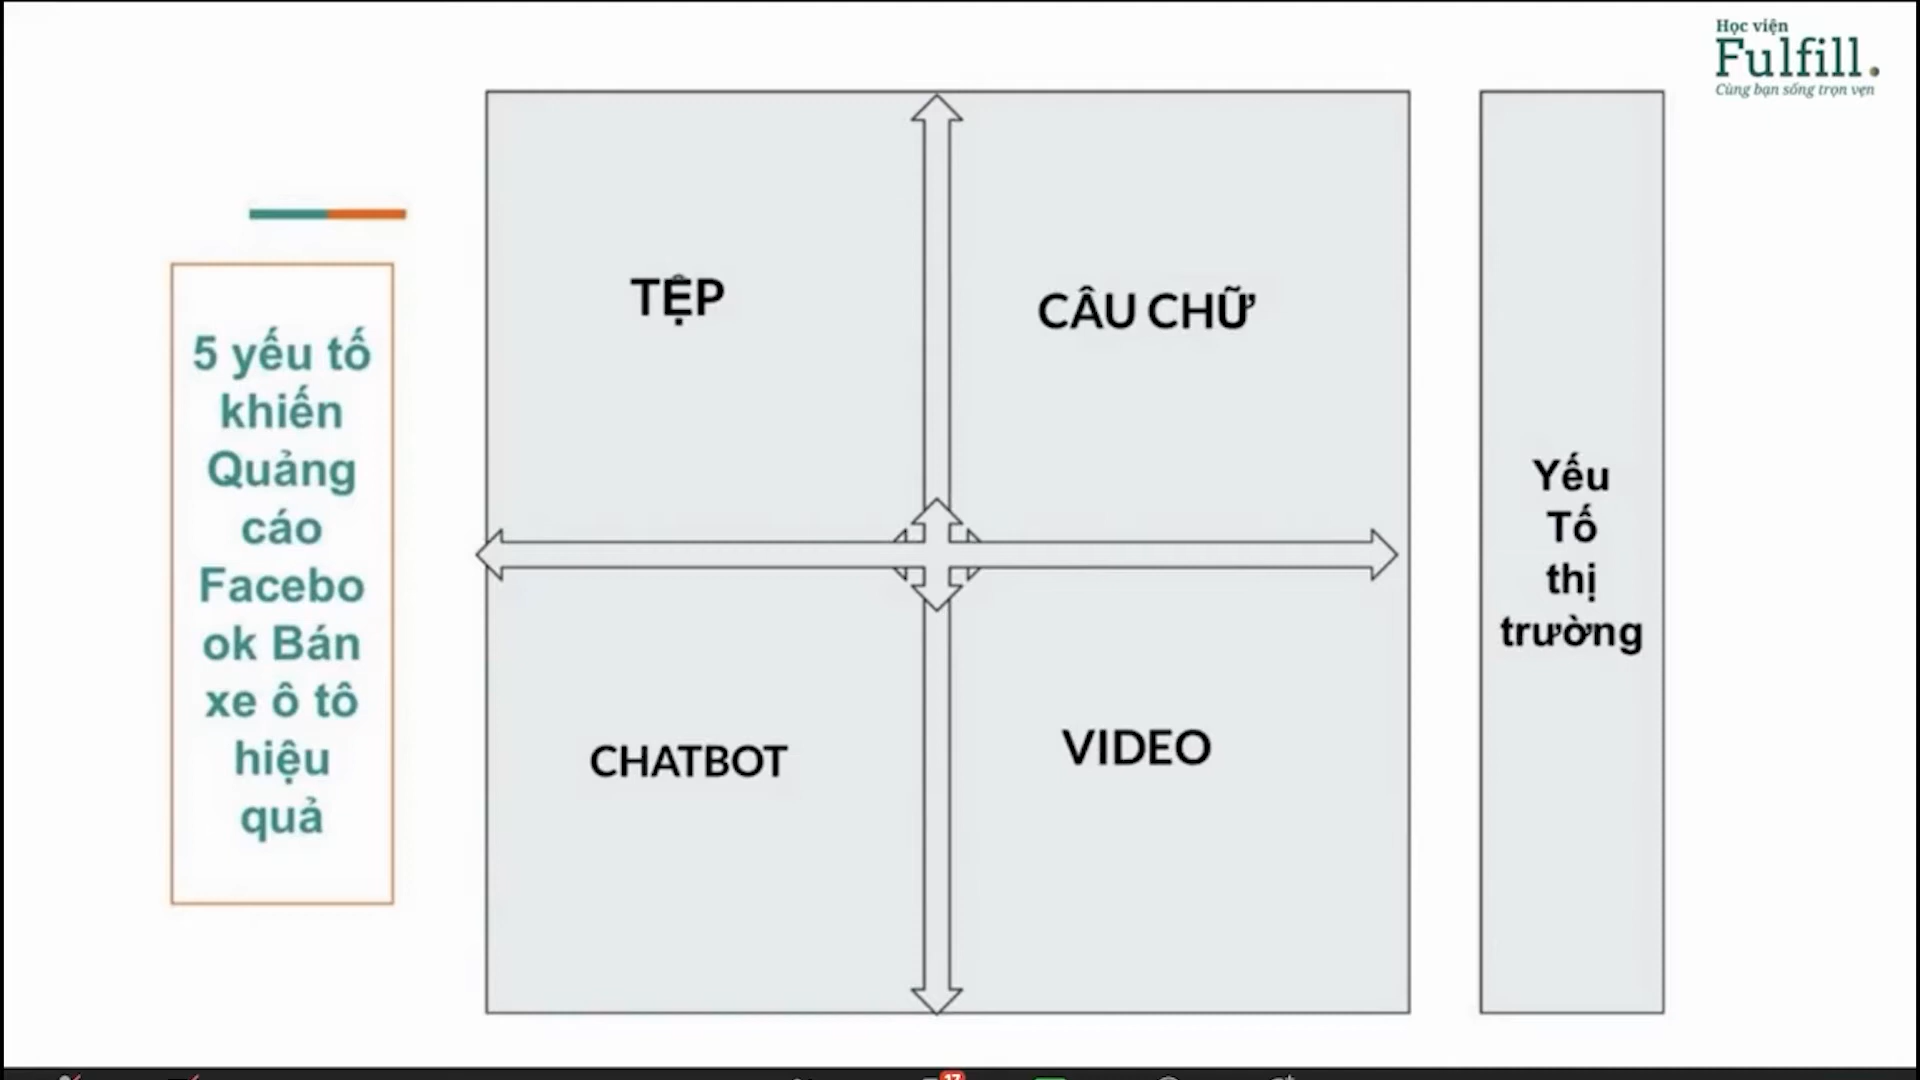 Học viện
Fulfill.
Cùng bạn sống trọn vẹn
5 yếu tố
khiến
Quảng
cáo
Facebo
ok Bán
xe ô tô
hiệu
quả
TỆP
CÂU CHỮ
CHATBOT
VIDEO
Yếu
Tố
thị
trường
17